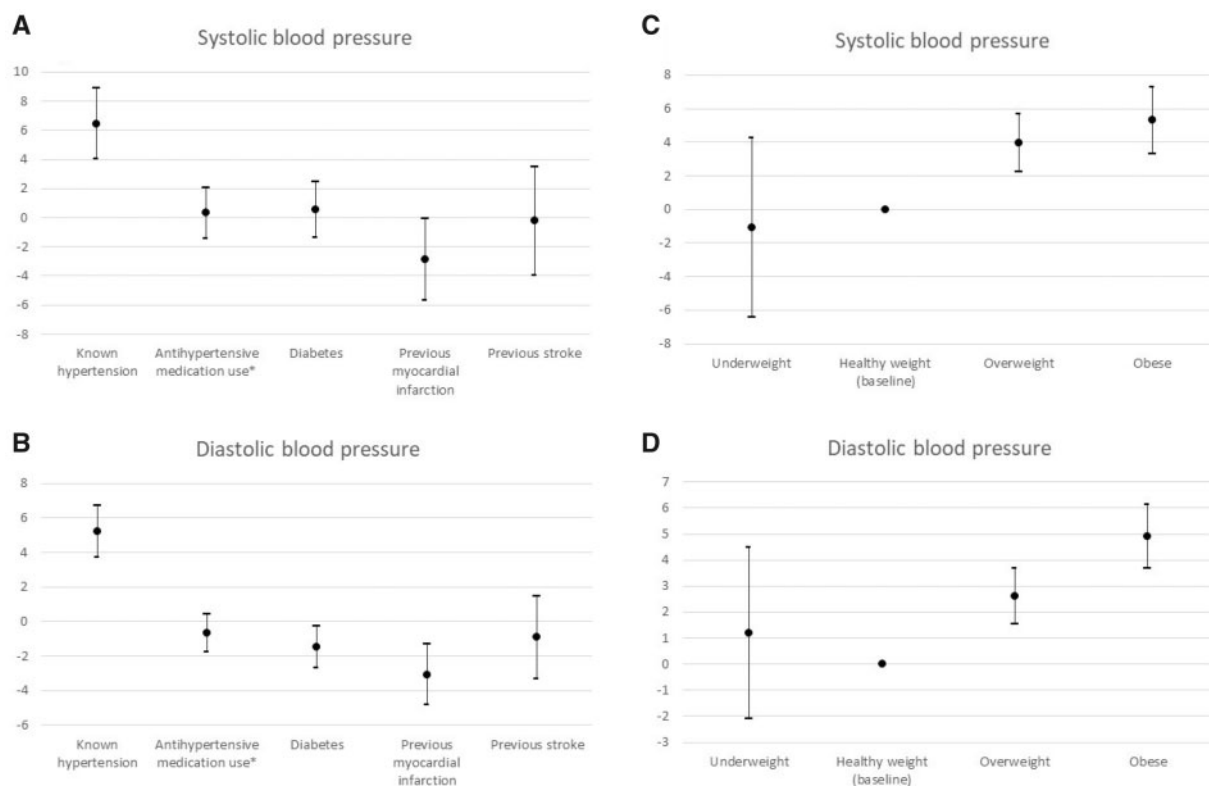 A
Systolic blood pressure
10
8
6
4
2
0
-2
-4
-6
-8
Known
hypertension
Antihypertensive
medication use*
Diabetes
Previous
myocardial
infarction
Previous stroke
B
Diastolic blood pressure
8
6
4
2
0
-2
-4
-6
Known
hypertension
Antihypertensive
medication use*
Diabetes
Previous
myocardial
infarction
Previous stroke
C
Systolic blood pressure
8
6
4
2
0
-2
-4
-6
-8
Underweight
Healthy weight
(baseline)
Overweight
Obese
D
Diastolic blood pressure
7
6
5
4
3
2
1
0
-1
-2
-3
Underweight
Healthy weight
(baseline)
Overweight
Obese